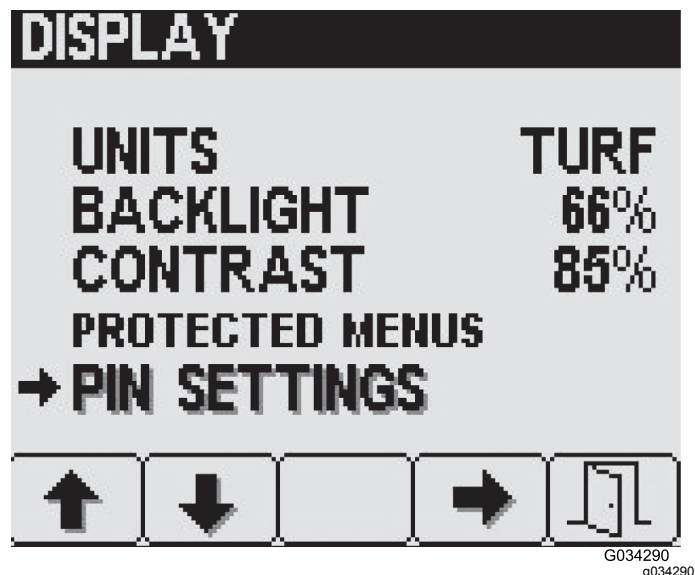 DISPLAY
UNITS TURF
BACKLIGHT 66%
CONTRAST 85%
PROTECTED MENUS
PIN SETTINGS
G034290
g034290